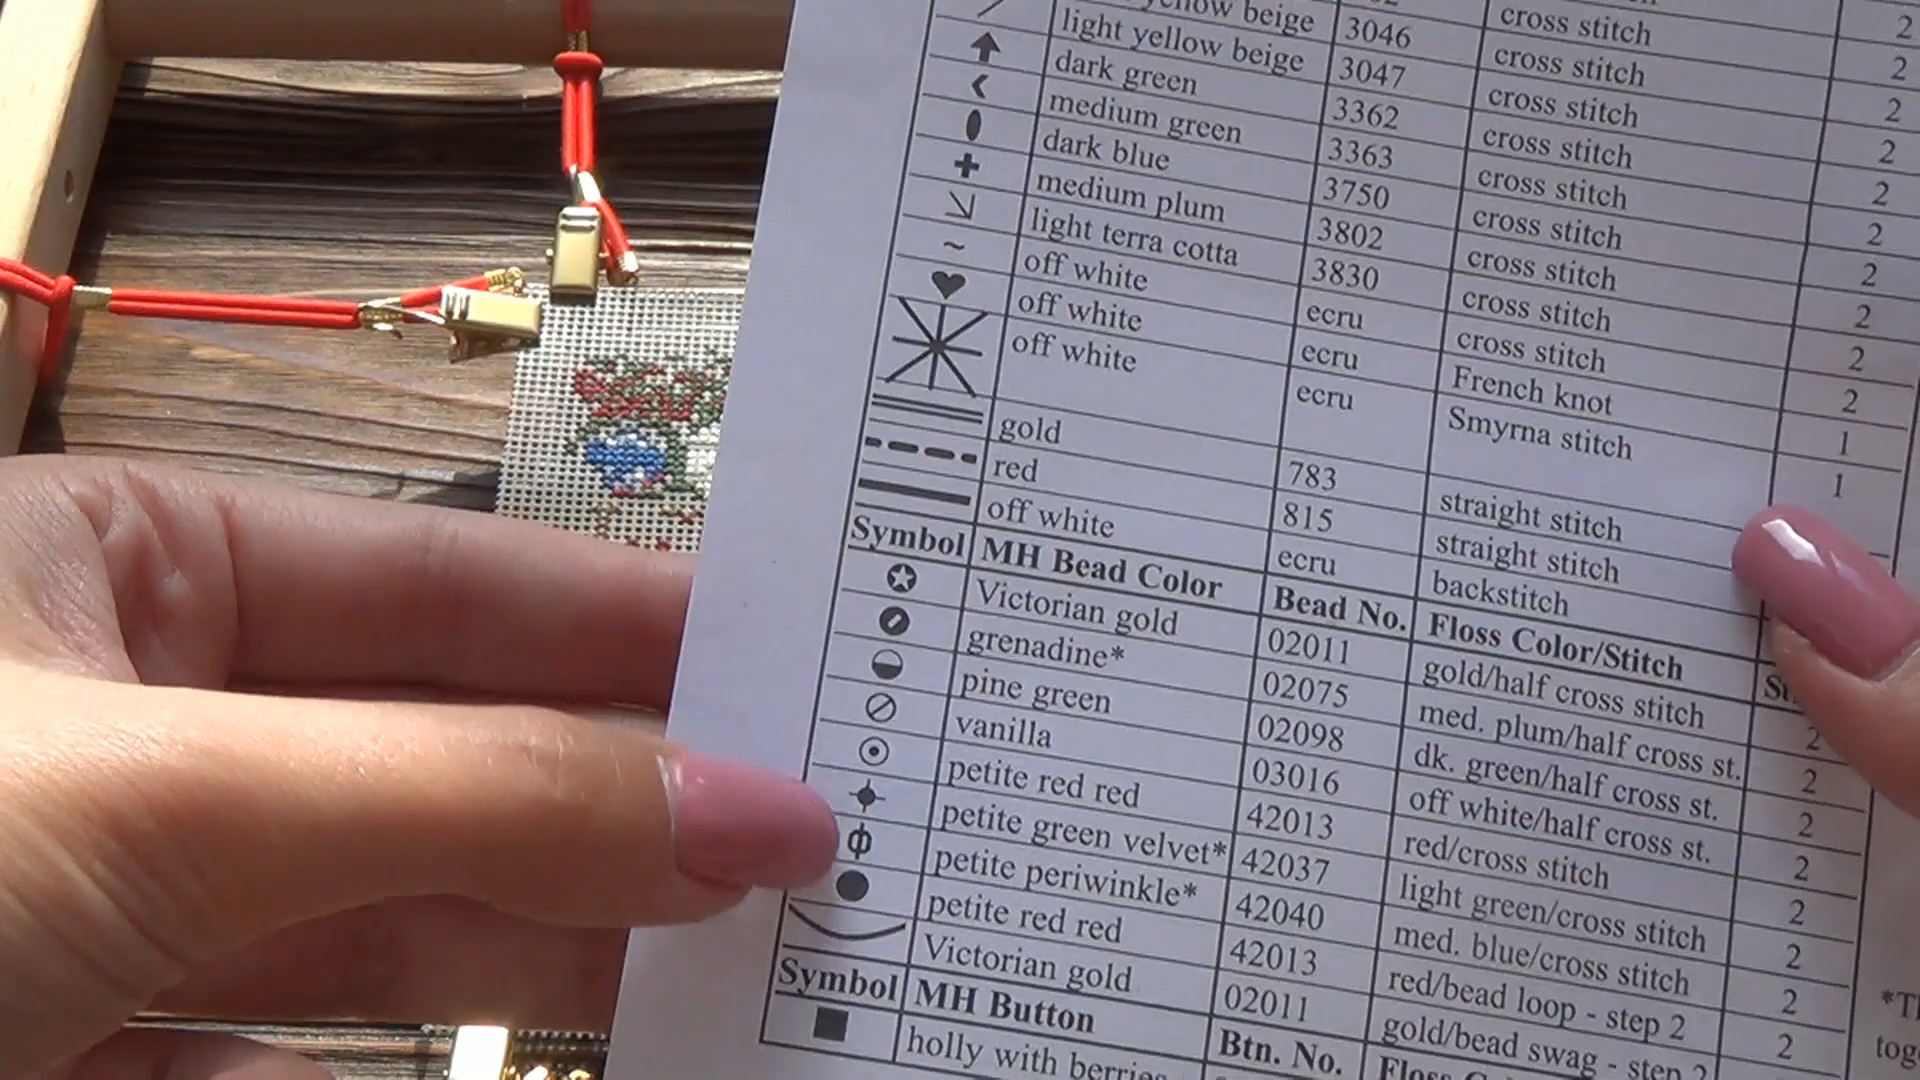 yellow beige 3046 cross stitch 2
light yellow beige 3047 cross stitch 2
dark green 3362 cross stitch 2
medium green 3363 cross stitch 2
dark blue 3750 cross stitch 2
medium plum 3802 cross stitch 2
light terra cotta 3830 cross stitch 2
~ off white ecru cross stitch 2
off white ecru French knot 1
off white ecru Smyrna stitch 1
gold 783 straight stitch
red 815 straight stitch
off white ecru backstitch
Symbol MH Bead Color Bead No. Floss Color/Stitch
Victorian gold 02011 gold/half cross stitch 2
grenadine* 02075 med. plum/half cross st. 2
pine green 02098 dk. green/half cross st. 2
vanilla 03016 off white/half cross st. 2
petite red red 42013 red/cross stitch 2
petite green velvet* 42037 light green/cross stitch 2
petite periwinkle* 42040 med. blue/cross stitch 2
petite red red 42013 red/bead loop - step 2 2
Victorian gold 02011 gold/bead swag - step 2
Symbol MH Button Btn. No.
holly with berries